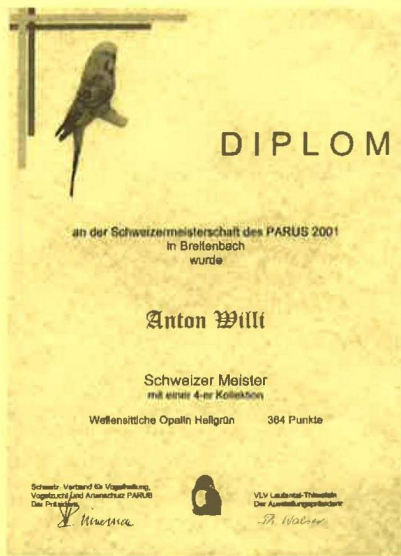 DIPLOM
an der Schweizermeisterschaft des PARUS 2001
in Breitenbach
wurde
Anton Willi
Schweizer Meister
mit einer 4-er Kollektion
Wellensittiche Opalin Hellgrün 364 Punkte
Schweiz. Verband für Vogelhaltung,
Vogelzucht und Artenschutz PARUS
Der Präsident
VLV Laufental-Thierstein
Der Ausstellungspräsident
Th. Walser